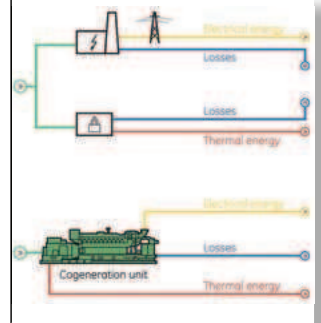 Electrical energy
Losses
Losses
Thermal energy
Electrical energy
Losses
Cogeneration unit
Thermal energy